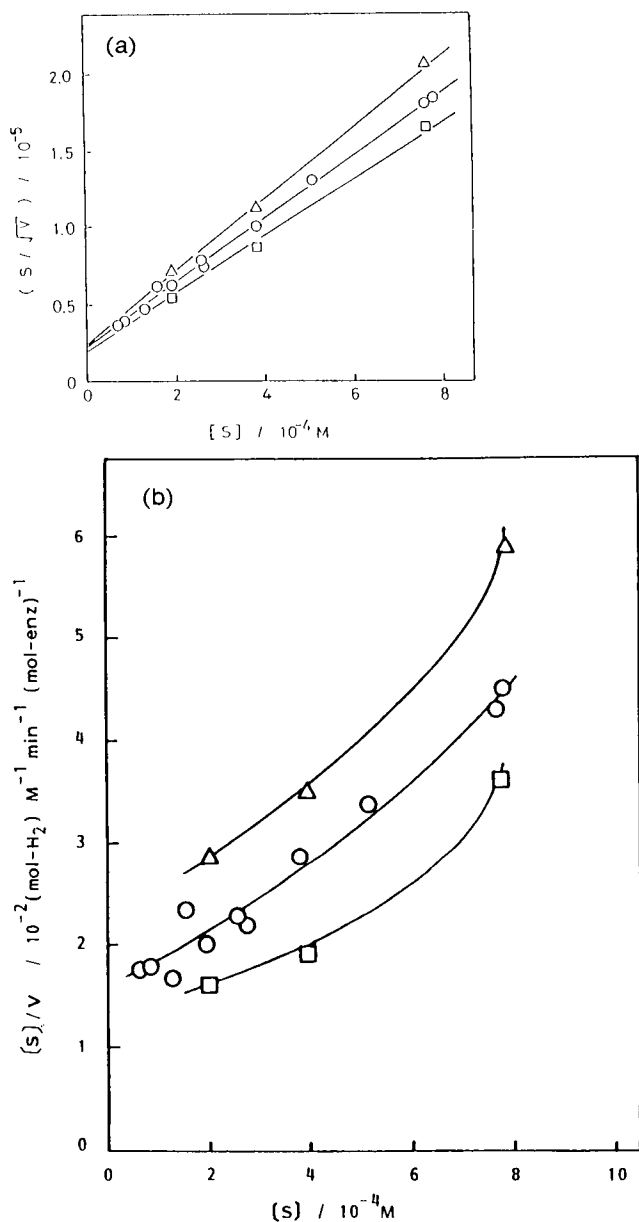 (a)
( S / √V ) / 10⁻⁵
2.0
1.5
1.0
0.5
0
0 2 4 6 8
[ S ] / 10⁻⁴ M
(b)
[S]/V / 10⁻²(mol-H₂) M⁻¹ min⁻¹ (mol-enz)⁻¹
6
5
4
3
2
1
0
0 2 4 6 8 10
[S] / 10⁻⁴M